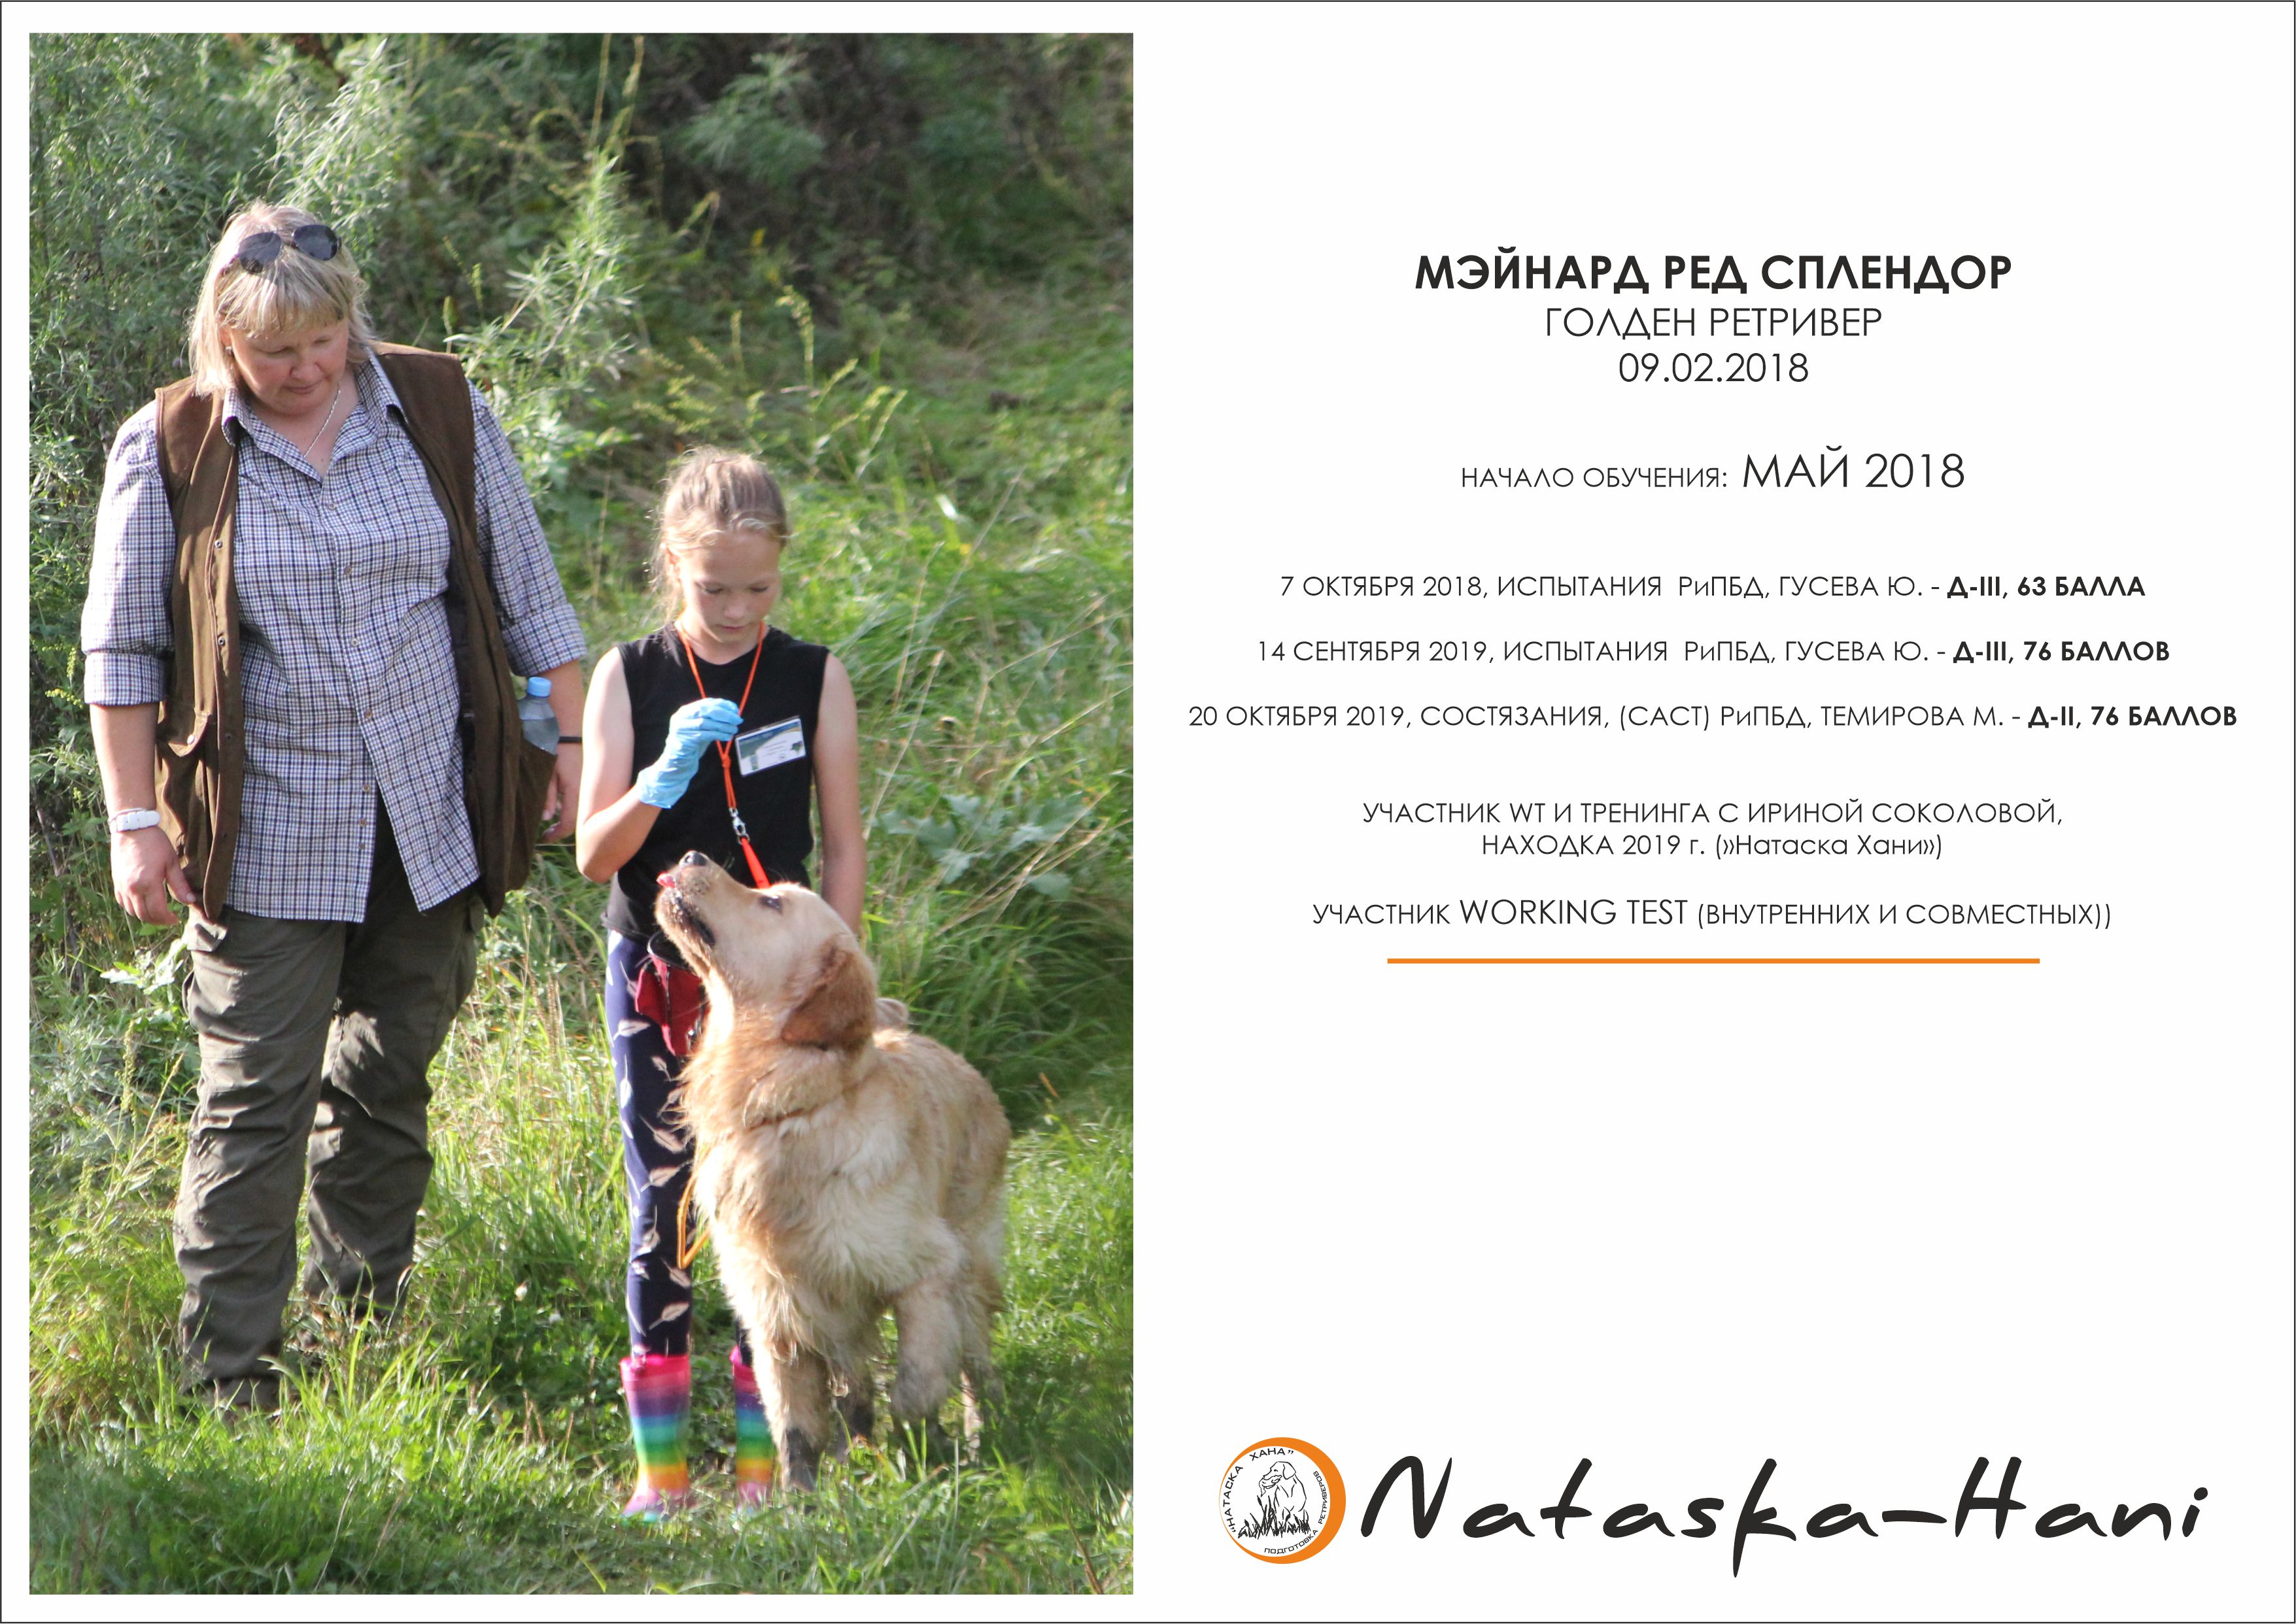 МЭЙНАРД РЕД СПЛЕНДОР
ГОЛДЕН РЕТРИВЕР
09.02.2018
НАЧАЛО ОБУЧЕНИЯ: МАЙ 2018
7 ОКТЯБРЯ 2018, ИСПЫТАНИЯ РиПБД, ГУСЕВА Ю. - Д-III, 63 БАЛЛА
14 СЕНТЯБРЯ 2019, ИСПЫТАНИЯ РиПБД, ГУСЕВА Ю. - Д-III, 76 БАЛЛОВ
20 ОКТЯБРЯ 2019, СОСТЯЗАНИЯ, (САСТ) РиПБД, ТЕМИРОВА М. - Д-II, 76 БАЛЛОВ
УЧАСТНИК WT И ТРЕНИНГА С ИРИНОЙ СОКОЛОВОЙ,
НАХОДКА 2019 г. (»Натаска Хани»)
УЧАСТНИК WORKING TEST (ВНУТРЕННИХ И СОВМЕСТНЫХ))
"НАТАСКА ХАНА"
ПОДГОТОВКА РЕТРИВЕРОВ
Nataska-Hani